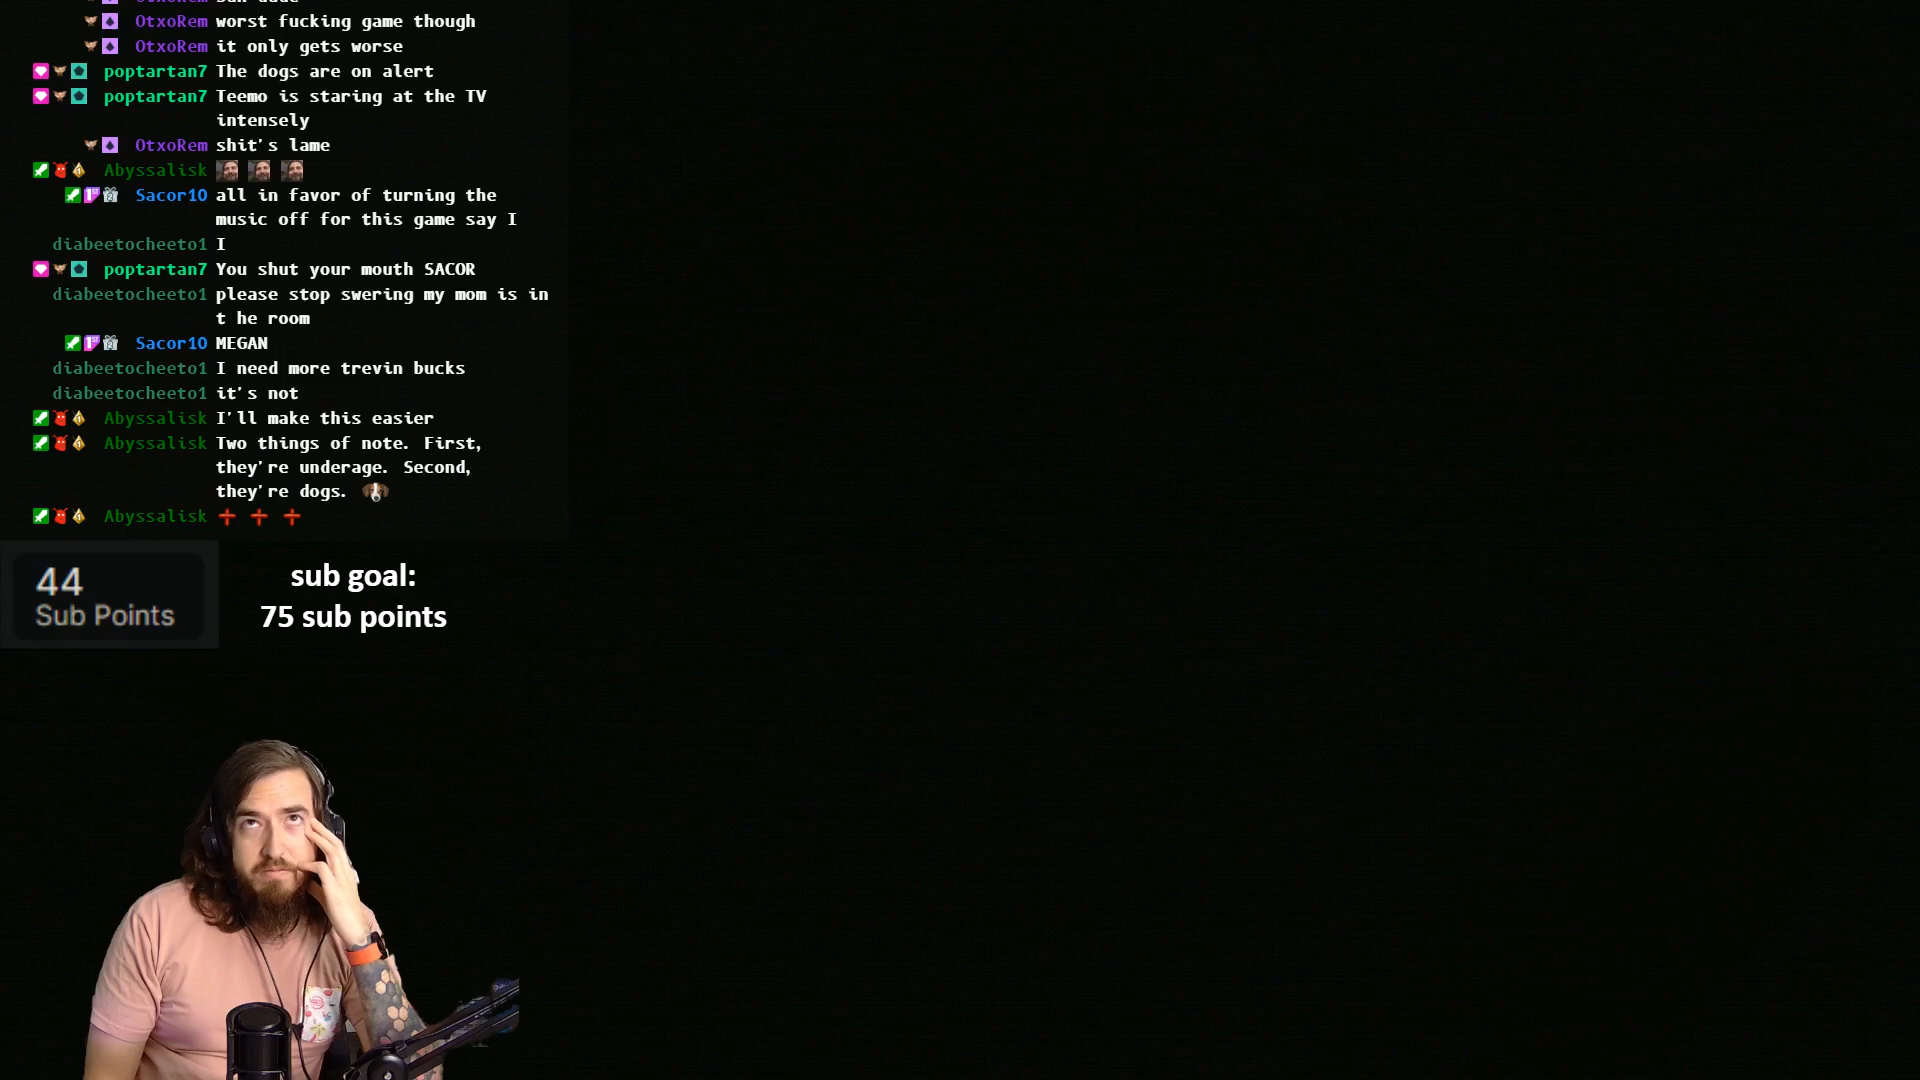 OtxoRem worst fucking game though
OtxoRem it only gets worse
poptartan7 The dogs are on alert
poptartan7 Teemo is staring at the TV
intensely
OtxoRem shit's lame
Abyssalisk
Sacor10 all in favor of turning the
music off for this game say I
diabeetocheeto1 I
poptartan7 You shut your mouth SACOR
diabeetocheeto1 please stop swering my mom is in
t he room
Sacor10 MEGAN
diabeetocheeto1 I need more trevin bucks
diabeetocheeto1 it's not
Abyssalisk I'll make this easier
Abyssalisk Two things of note. First,
they're underage. Second,
they're dogs.
Abyssalisk
44
Sub Points
sub goal:
75 sub points